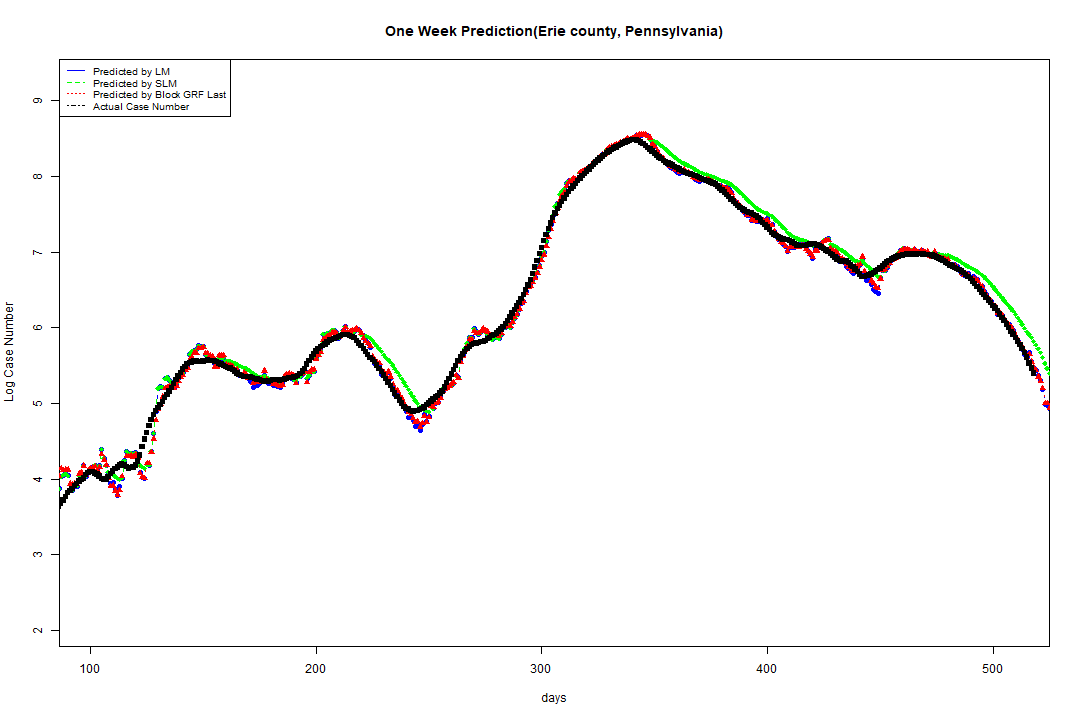 One Week Prediction(Erie county, Pennsylvania)
Predicted by LM
Predicted by SLM
Predicted by Block GRF Last
Actual Case Number
9
8
7
6
5
4
3
2
Log Case Number
100 200 300 400 500
days